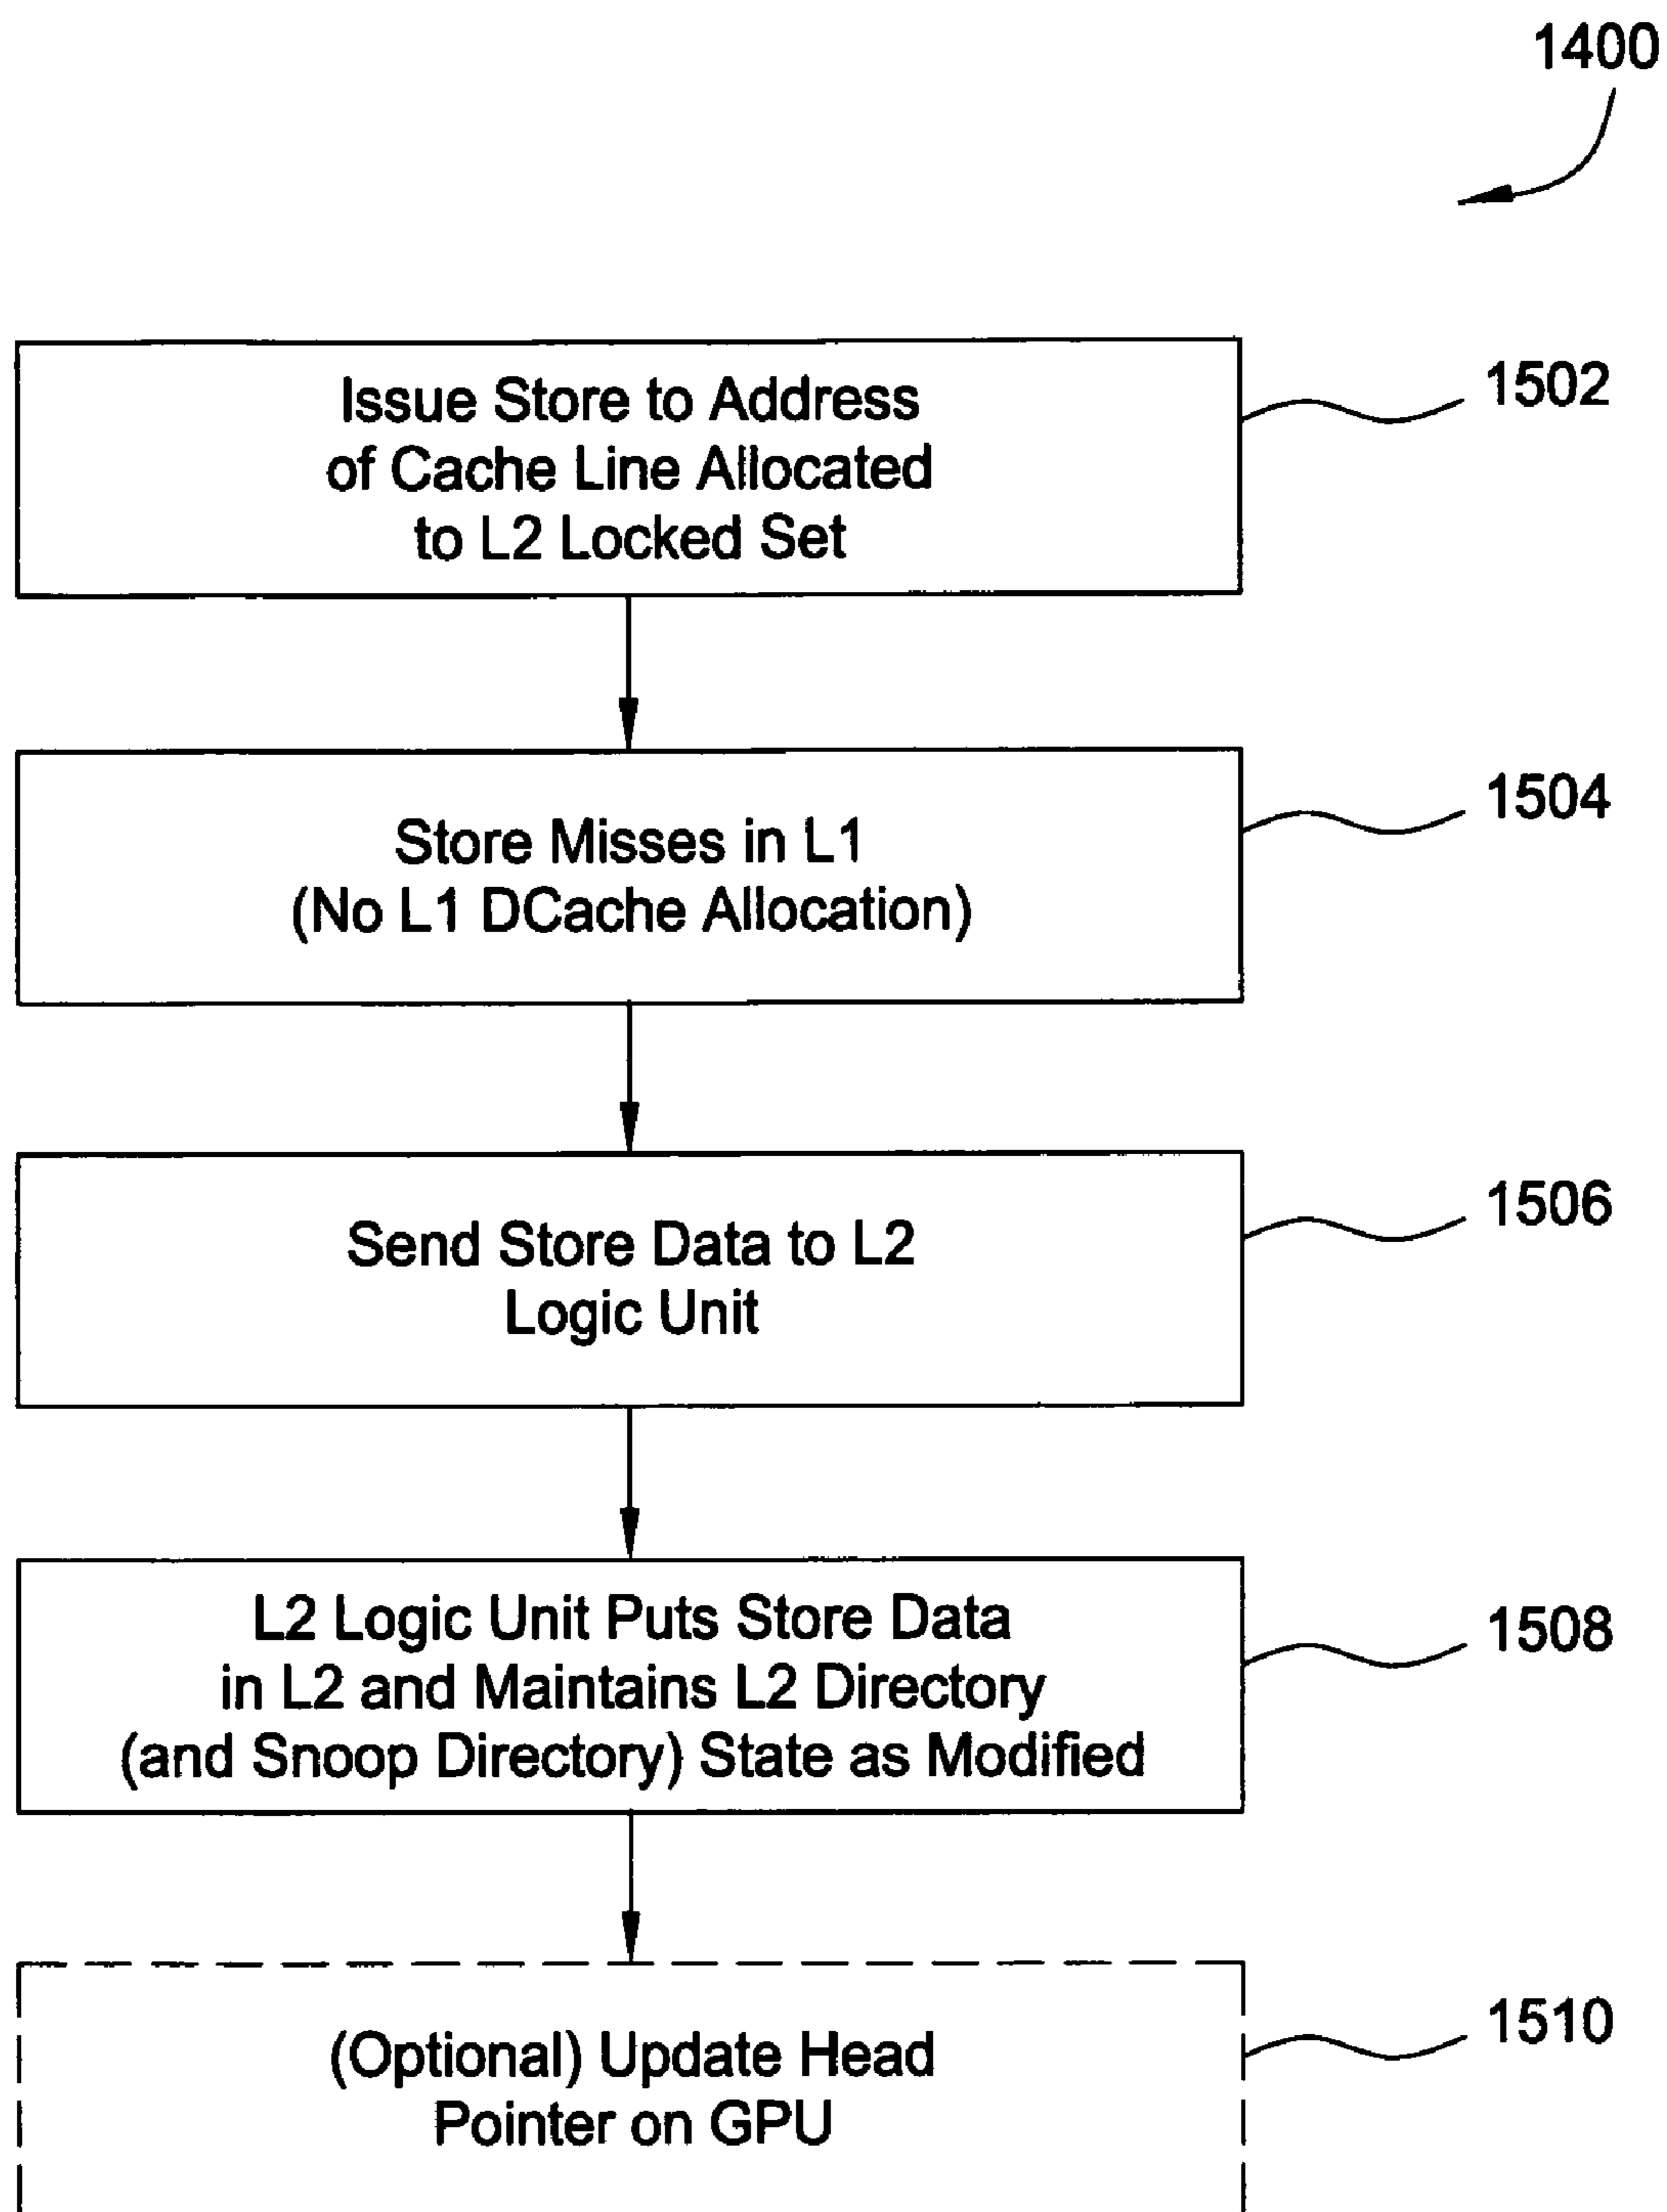 1400
Issue Store to Address
of Cache Line Allocated
to L2 Locked Set
1502
Store Misses in L1
(No L1 DCache Allocation)
1504
Send Store Data to L2
Logic Unit
1506
L2 Logic Unit Puts Store Data
in L2 and Maintains L2 Directory
(and Snoop Directory) State as Modified
1508
(Optional) Update Head
Pointer on GPU
1510